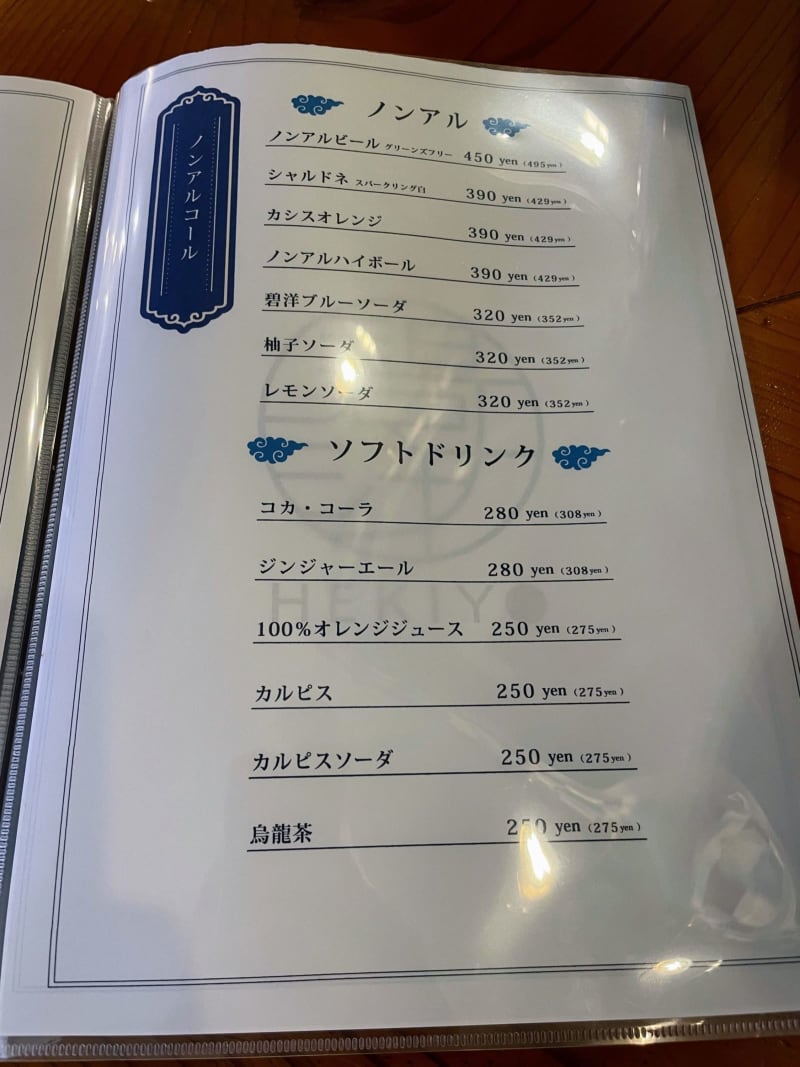 ノンアルコール
ノンアル
ノンアルビール グリーンズフリー 450 yen (495yen)
シャルドネ スパークリング白 390 yen (429yen)
カシスオレンジ 390 yen (429yen)
ノンアルハイボール 390 yen (429yen)
碧洋ブルーソーダ 320 yen (352yen)
柚子ソーダ 320 yen (352yen)
レモンソーダ 320 yen (352yen)
ソフトドリンク
コカ・コーラ 280 yen (308yen)
ジンジャーエール 280 yen (308yen)
HEKIYO
100%オレンジジュース 250 yen (275yen)
カルピス 250 yen (275yen)
カルピスソーダ 250 yen (275yen)
烏龍茶 250 yen (275yen)